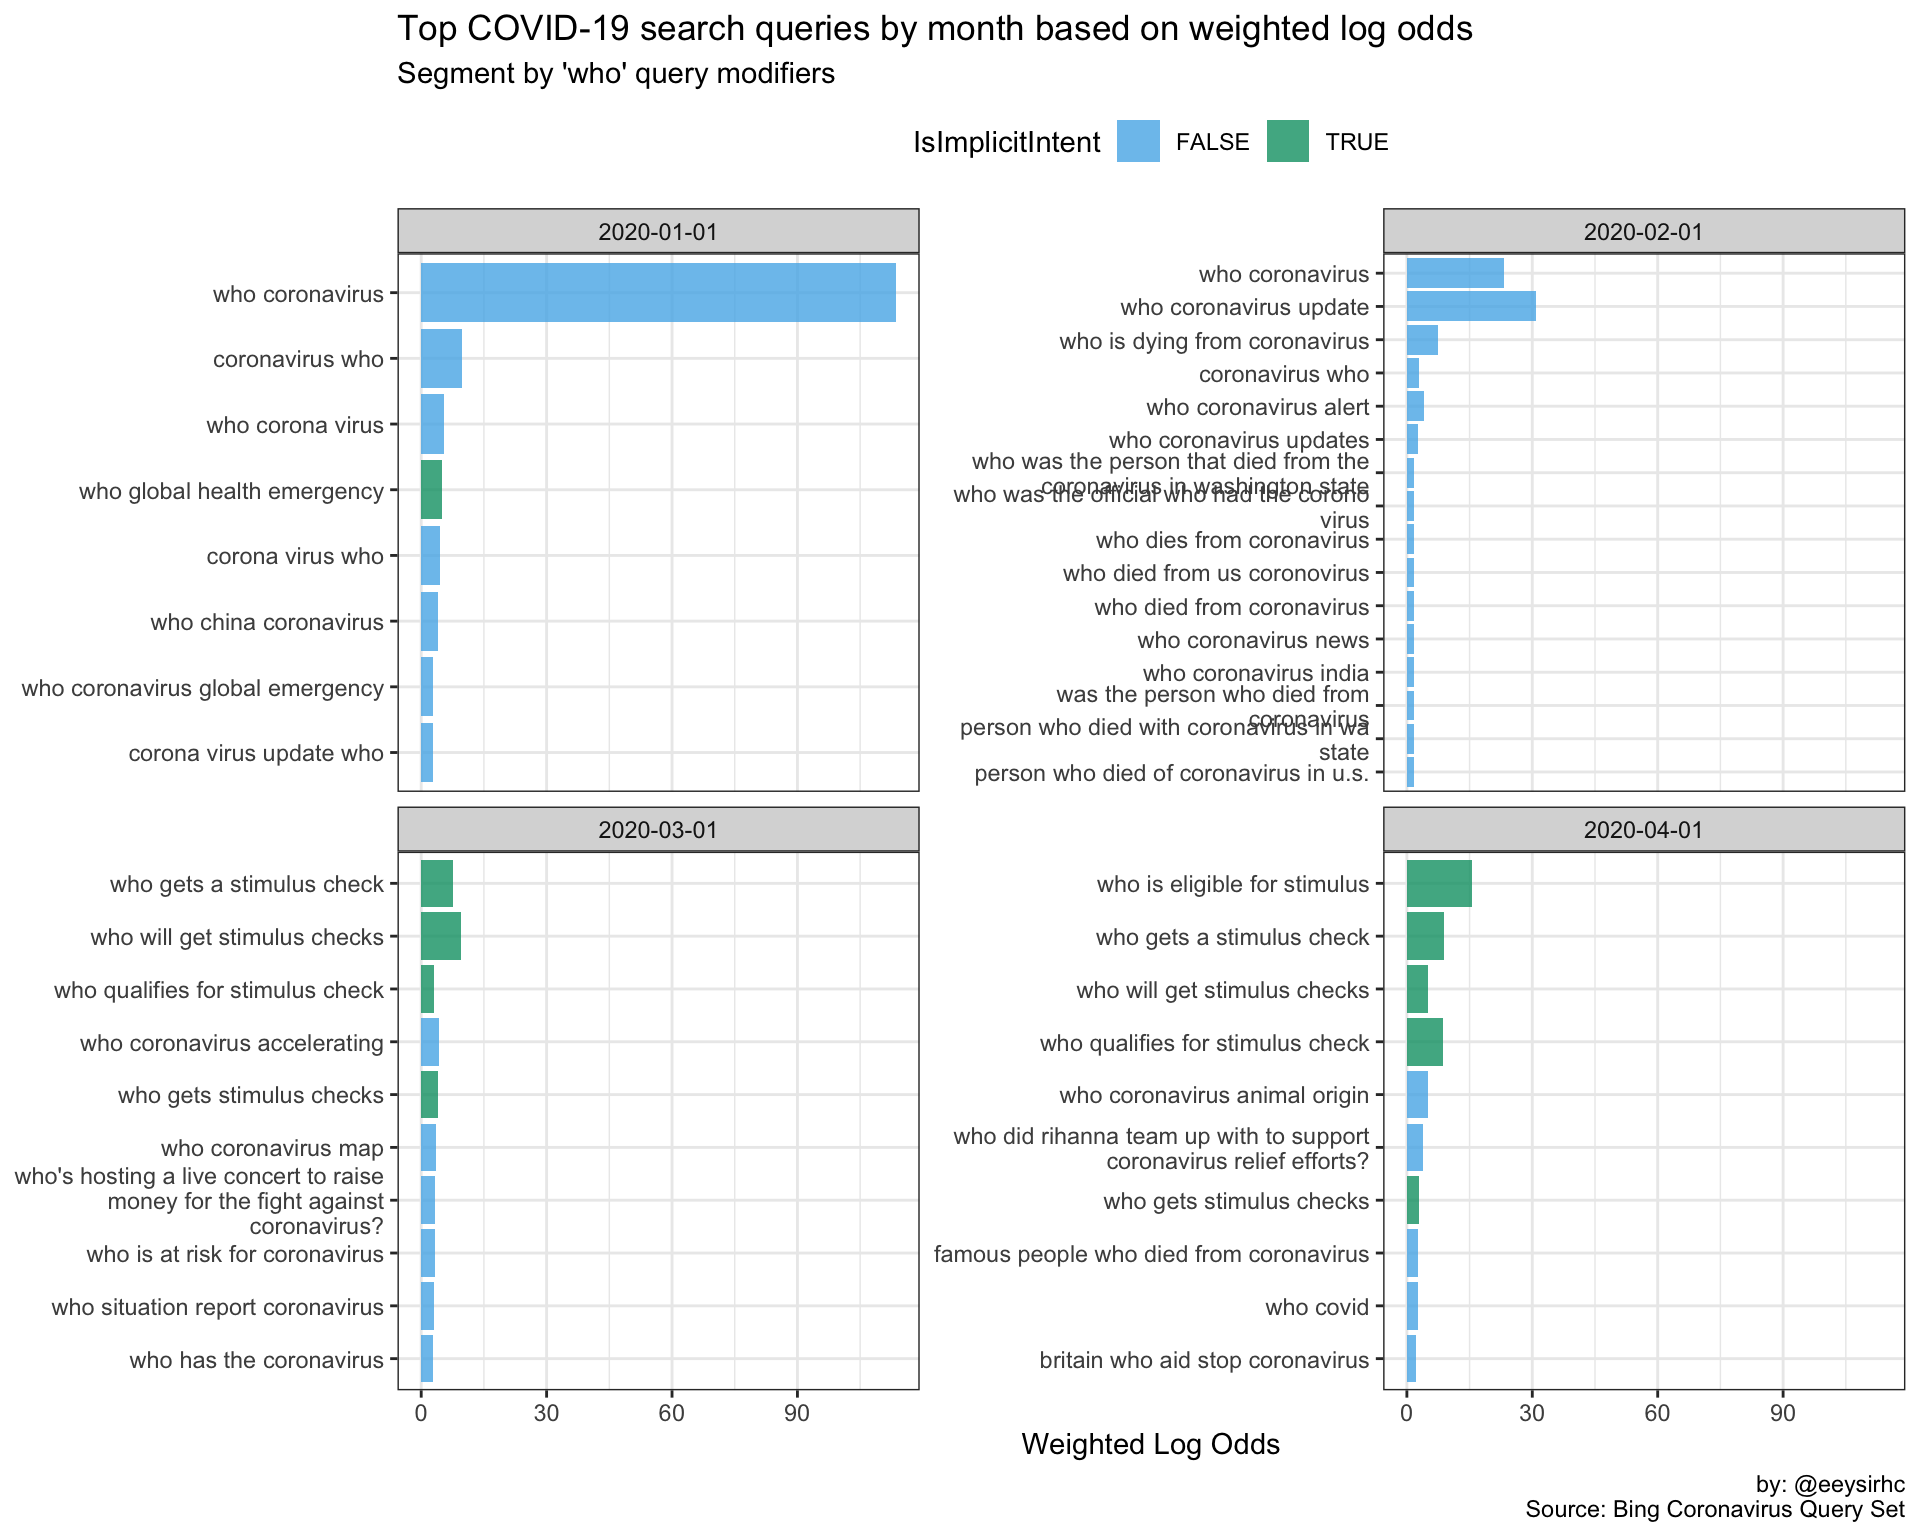 Top COVID-19 search queries by month based on weighted log odds
Segment by 'who' query modifiers
IsImplicitIntent FALSE TRUE
2020-01-01
who coronavirus
coronavirus who
who corona virus
who global health emergency
corona virus who
who china coronavirus
who coronavirus global emergency
corona virus update who
2020-02-01
who coronavirus
who coronavirus update
who is dying from coronavirus
coronavirus who
who coronavirus alert
who coronavirus updates
who was the person that died from the
coronavirus in washington state
who was the official who had the corono
virus
who dies from coronavirus
who died from us coronovirus
who died from coronavirus
who coronavirus news
who coronavirus india
was the person who died from
coronavirus
person who died with coronavirus in wa
state
person who died of coronavirus in u.s.
2020-03-01
who gets a stimulus check
who will get stimulus checks
who qualifies for stimulus check
who coronavirus accelerating
who gets stimulus checks
who coronavirus map
who's hosting a live concert to raise
money for the fight against
coronavirus?
who is at risk for coronavirus
who situation report coronavirus
who has the coronavirus
0 30 60 90
2020-04-01
who is eligible for stimulus
who gets a stimulus check
who will get stimulus checks
who qualifies for stimulus check
who coronavirus animal origin
who did rihanna team up with to support
coronavirus relief efforts?
who gets stimulus checks
famous people who died from coronavirus
who covid
britain who aid stop coronavirus
0 30 60 90
Weighted Log Odds
by: @eeysirhc
Source: Bing Coronavirus Query Set